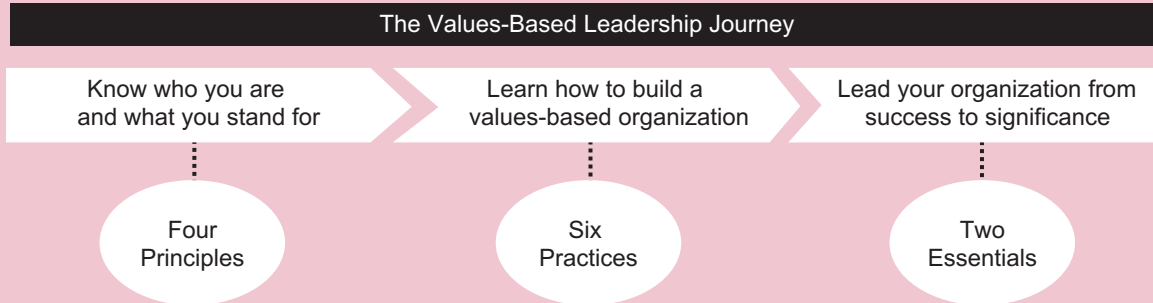 The Values-Based Leadership Journey
Know who you are
and what you stand for
Learn how to build a
values-based organization
Lead your organization from
success to significance
Four
Principles
Six
Practices
Two
Essentials